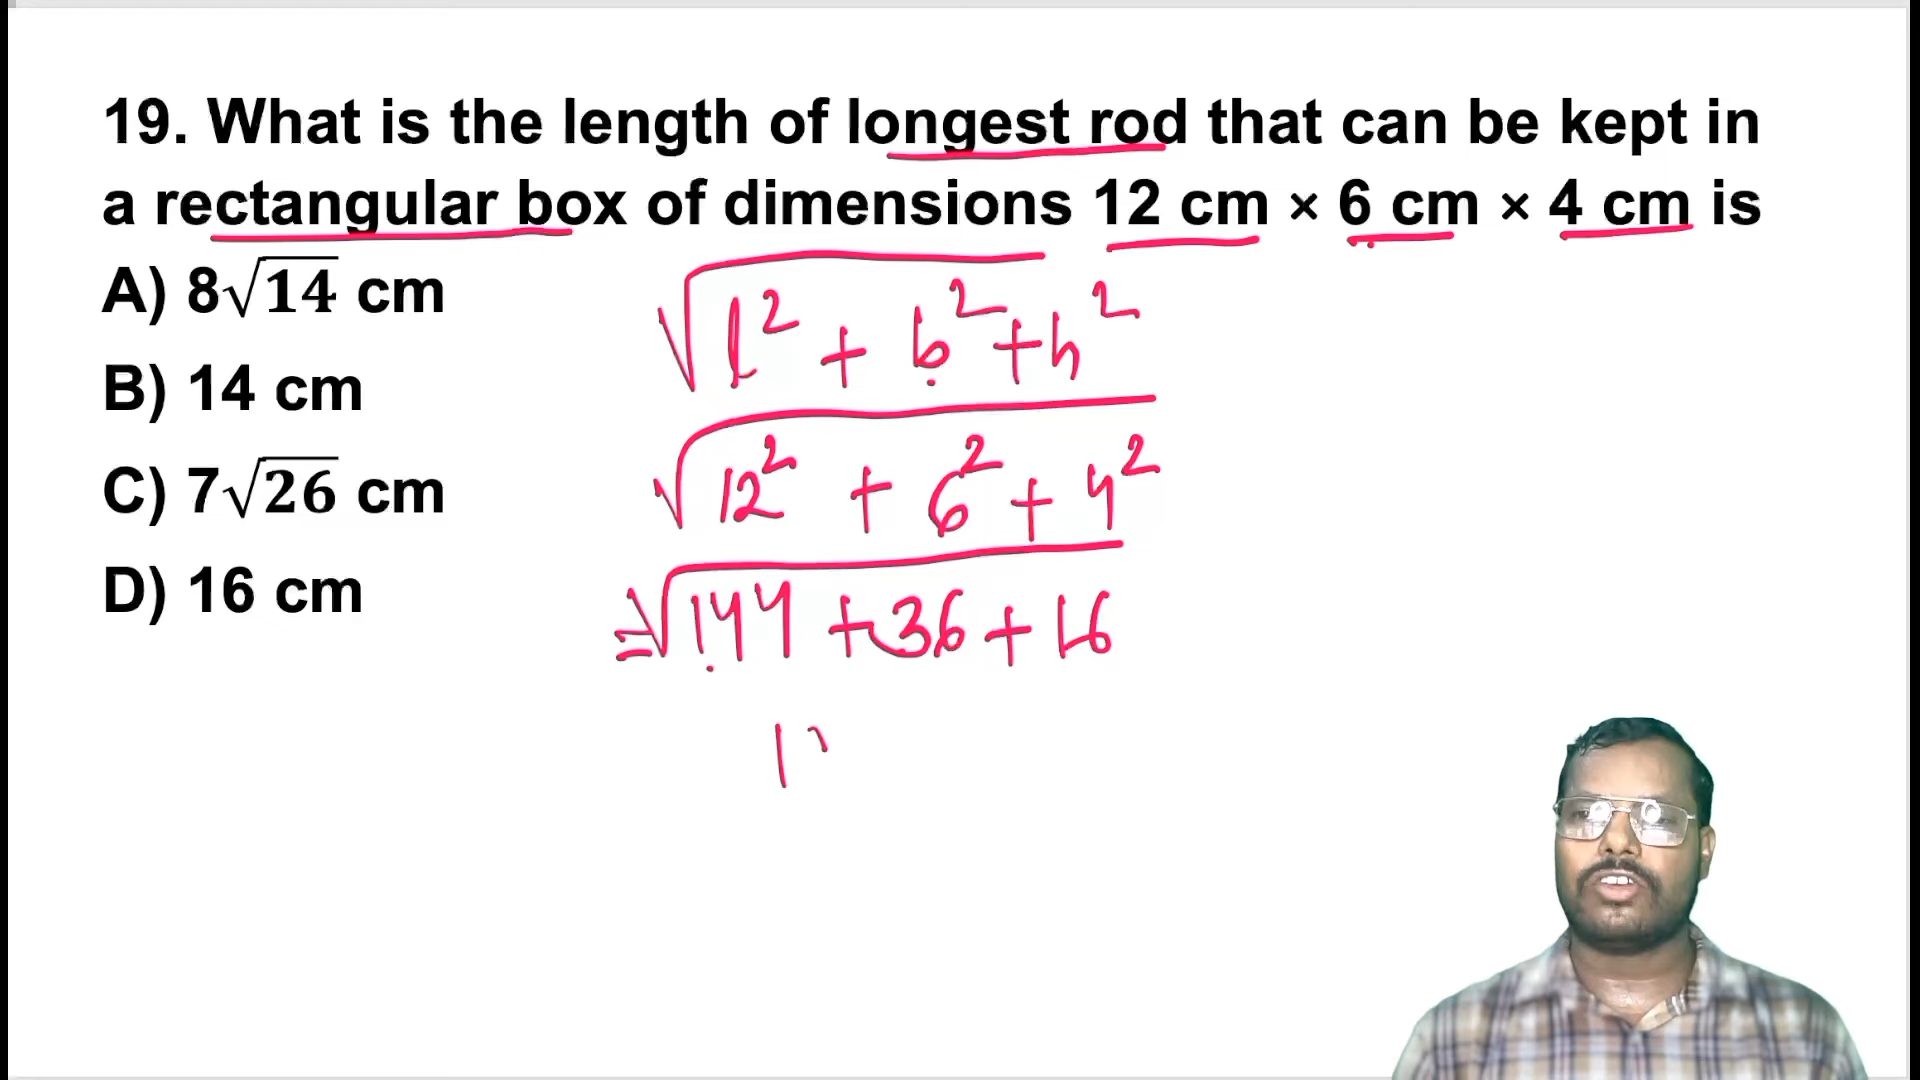 19. What is the length of longest rod that can be kept in
a rectangular box of dimensions 12 cm × 6 cm × 4 cm is
A) 8√14 cm
B) 14 cm
C) 7√26 cm
D) 16 cm
√l² + b² + h²
√12² + 6² + 4²
=√144 + 36 + 16
1